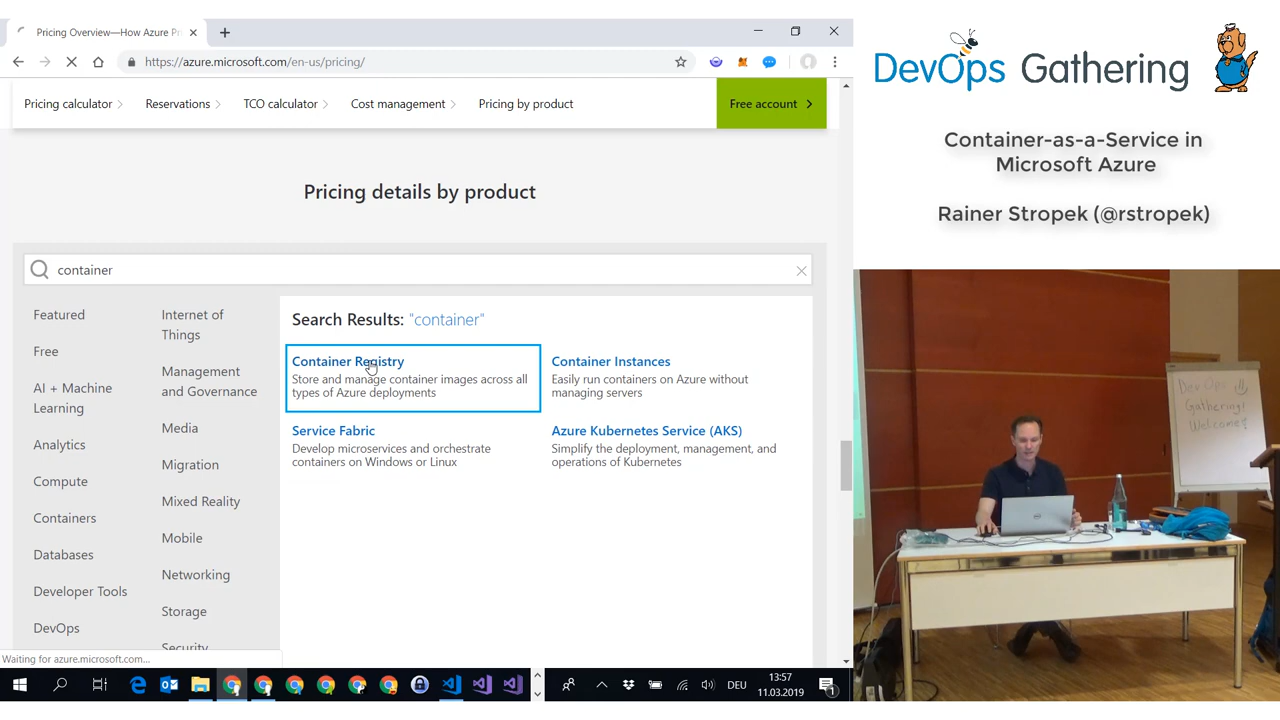 Pricing Overview—How Azure Pr
https://azure.microsoft.com/en-us/pricing/
Pricing calculator
Reservations
TCO calculator
Cost management
Pricing by product
Free account
Pricing details by product
container
Featured
Free
AI + Machine
Learning
Analytics
Compute
Containers
Databases
Developer Tools
DevOps
Internet of
Things
Management
and Governance
Media
Migration
Mixed Reality
Mobile
Networking
Storage
Security
Search Results: "container"
Container Registry
Store and manage container images across all
types of Azure deployments
Container Instances
Easily run containers on Azure without
managing servers
Service Fabric
Develop microservices and orchestrate
containers on Windows or Linux
Azure Kubernetes Service (AKS)
Simplify the deployment, management, and
operations of Kubernetes
Waiting for azure.microsoft.com...
DEU
13:57
11.03.2019
1
DevOps Gathering
Container-as-a-Service in
Microsoft Azure
Rainer Stropek (@rstropek)
DevOps
Gathering!
Welcome!